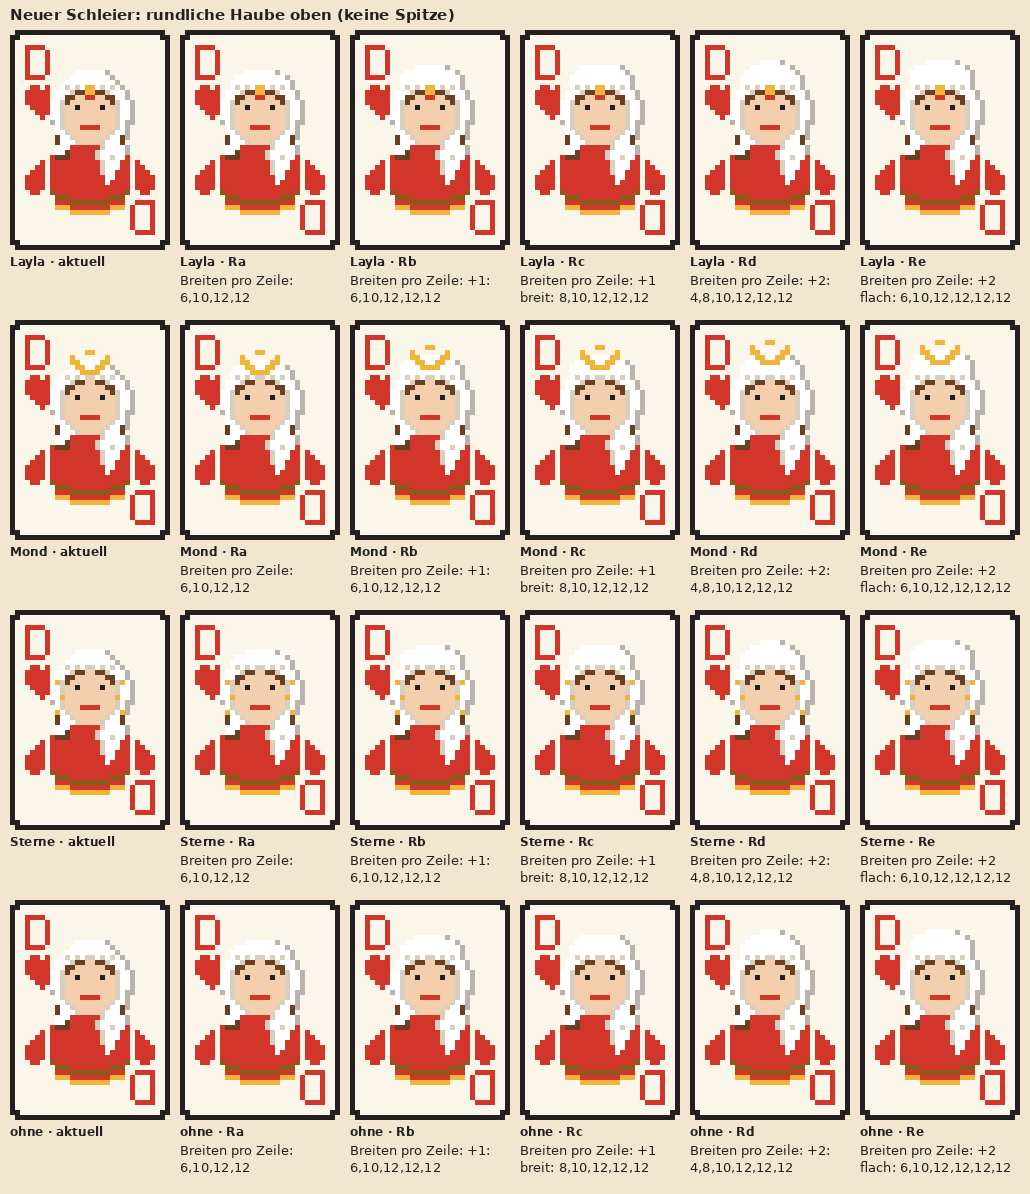 Neuer Schleier: rundliche Haube oben (keine Spitze)
Q Q Q Q Q Q
Q Q Q Q Q Q
Layla · aktuell Layla · Ra Layla · Rb Layla · Rc Layla · Rd Layla · Re
Breiten pro Zeile: Breiten pro Zeile: +1: Breiten pro Zeile: +1 Breiten pro Zeile: +2: Breiten pro Zeile: +2
6,10,12,12 6,10,12,12,12 breit: 8,10,12,12,12 4,8,10,12,12,12 flach: 6,10,12,12,12,12
Q Q Q Q Q Q
Q Q Q Q Q Q
Mond · aktuell Mond · Ra Mond · Rb Mond · Rc Mond · Rd Mond · Re
Breiten pro Zeile: Breiten pro Zeile: +1: Breiten pro Zeile: +1 Breiten pro Zeile: +2: Breiten pro Zeile: +2
6,10,12,12 6,10,12,12,12 breit: 8,10,12,12,12 4,8,10,12,12,12 flach: 6,10,12,12,12,12
Q Q Q Q Q Q
Q Q Q Q Q Q
Sterne · aktuell Sterne · Ra Sterne · Rb Sterne · Rc Sterne · Rd Sterne · Re
Breiten pro Zeile: Breiten pro Zeile: +1: Breiten pro Zeile: +1 Breiten pro Zeile: +2: Breiten pro Zeile: +2
6,10,12,12 6,10,12,12,12 breit: 8,10,12,12,12 4,8,10,12,12,12 flach: 6,10,12,12,12,12
Q Q Q Q Q Q
Q Q Q Q Q Q
ohne · aktuell ohne · Ra ohne · Rb ohne · Rc ohne · Rd ohne · Re
Breiten pro Zeile: Breiten pro Zeile: +1: Breiten pro Zeile: +1 Breiten pro Zeile: +2: Breiten pro Zeile: +2
6,10,12,12 6,10,12,12,12 breit: 8,10,12,12,12 4,8,10,12,12,12 flach: 6,10,12,12,12,12